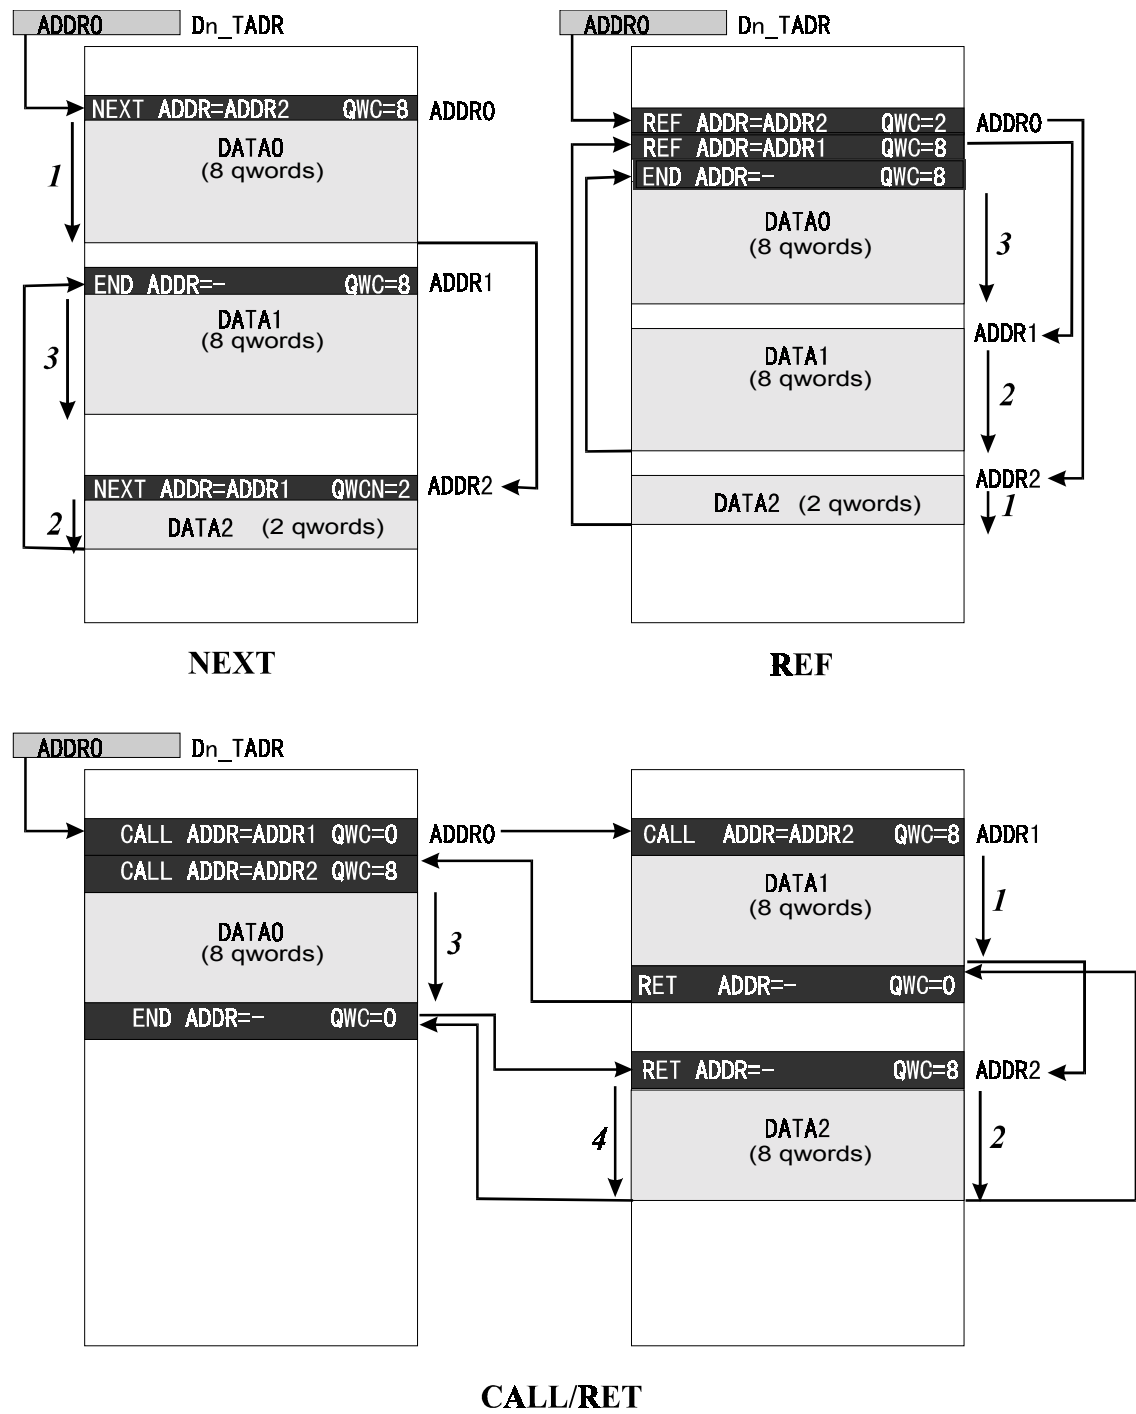 ADDR0 Dn_TADR
NEXT ADDR=ADDR2 QWC=8 ADDR0
DATA0
(8 qwords)
1
END ADDR=- QWC=8 ADDR1
DATA1
(8 qwords)
3
NEXT ADDR=ADDR1 QWCN=2 ADDR2
2 DATA2 (2 qwords)
NEXT
ADDR0 Dn_TADR
REF ADDR=ADDR2 QWC=2 ADDR0
REF ADDR=ADDR1 QWC=8
END ADDR=- QWC=8
DATA0
(8 qwords) 3
ADDR1
DATA1
(8 qwords)
2
ADDR2
DATA2 (2 qwords) 1
REF
ADDR0 Dn_TADR
CALL ADDR=ADDR1 QWC=0 ADDR0
CALL ADDR=ADDR2 QWC=8
DATA0
(8 qwords) 3
END ADDR=- QWC=0
CALL ADDR=ADDR2 QWC=8 ADDR1
DATA1
(8 qwords) 1
RET ADDR=- QWC=0
RET ADDR=- QWC=8 ADDR2
4 DATA2 2
(8 qwords)
CALL/RET